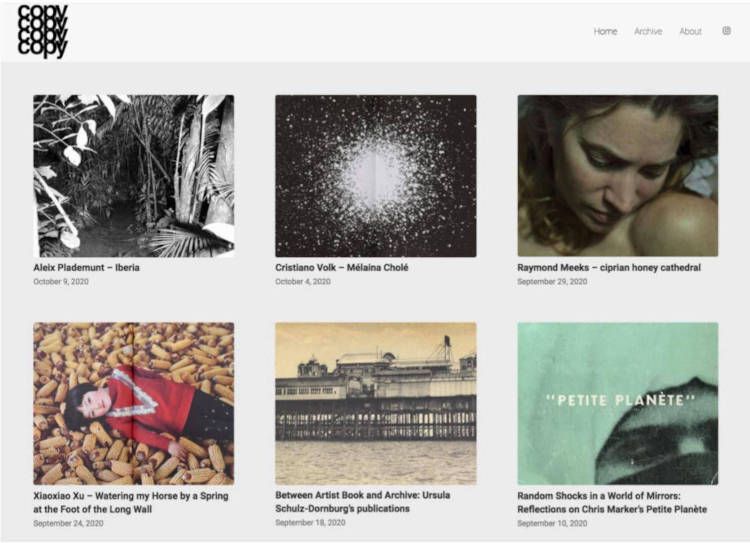 copy
copy
copy
copy
Home Archive About
Aleix Plademunt – Iberia
October 9, 2020
Cristiano Volk – Mélaina Cholé
October 4, 2020
Raymond Meeks – ciprian honey cathedral
September 29, 2020
"PETITE PLANÈTE"
Xiaoxiao Xu – Watering my Horse by a Spring
at the Foot of the Long Wall
September 24, 2020
Between Artist Book and Archive: Ursula
Schulz-Dornburg's publications
September 18, 2020
Random Shocks in a World of Mirrors:
Reflections on Chris Marker's Petite Planète
September 10, 2020